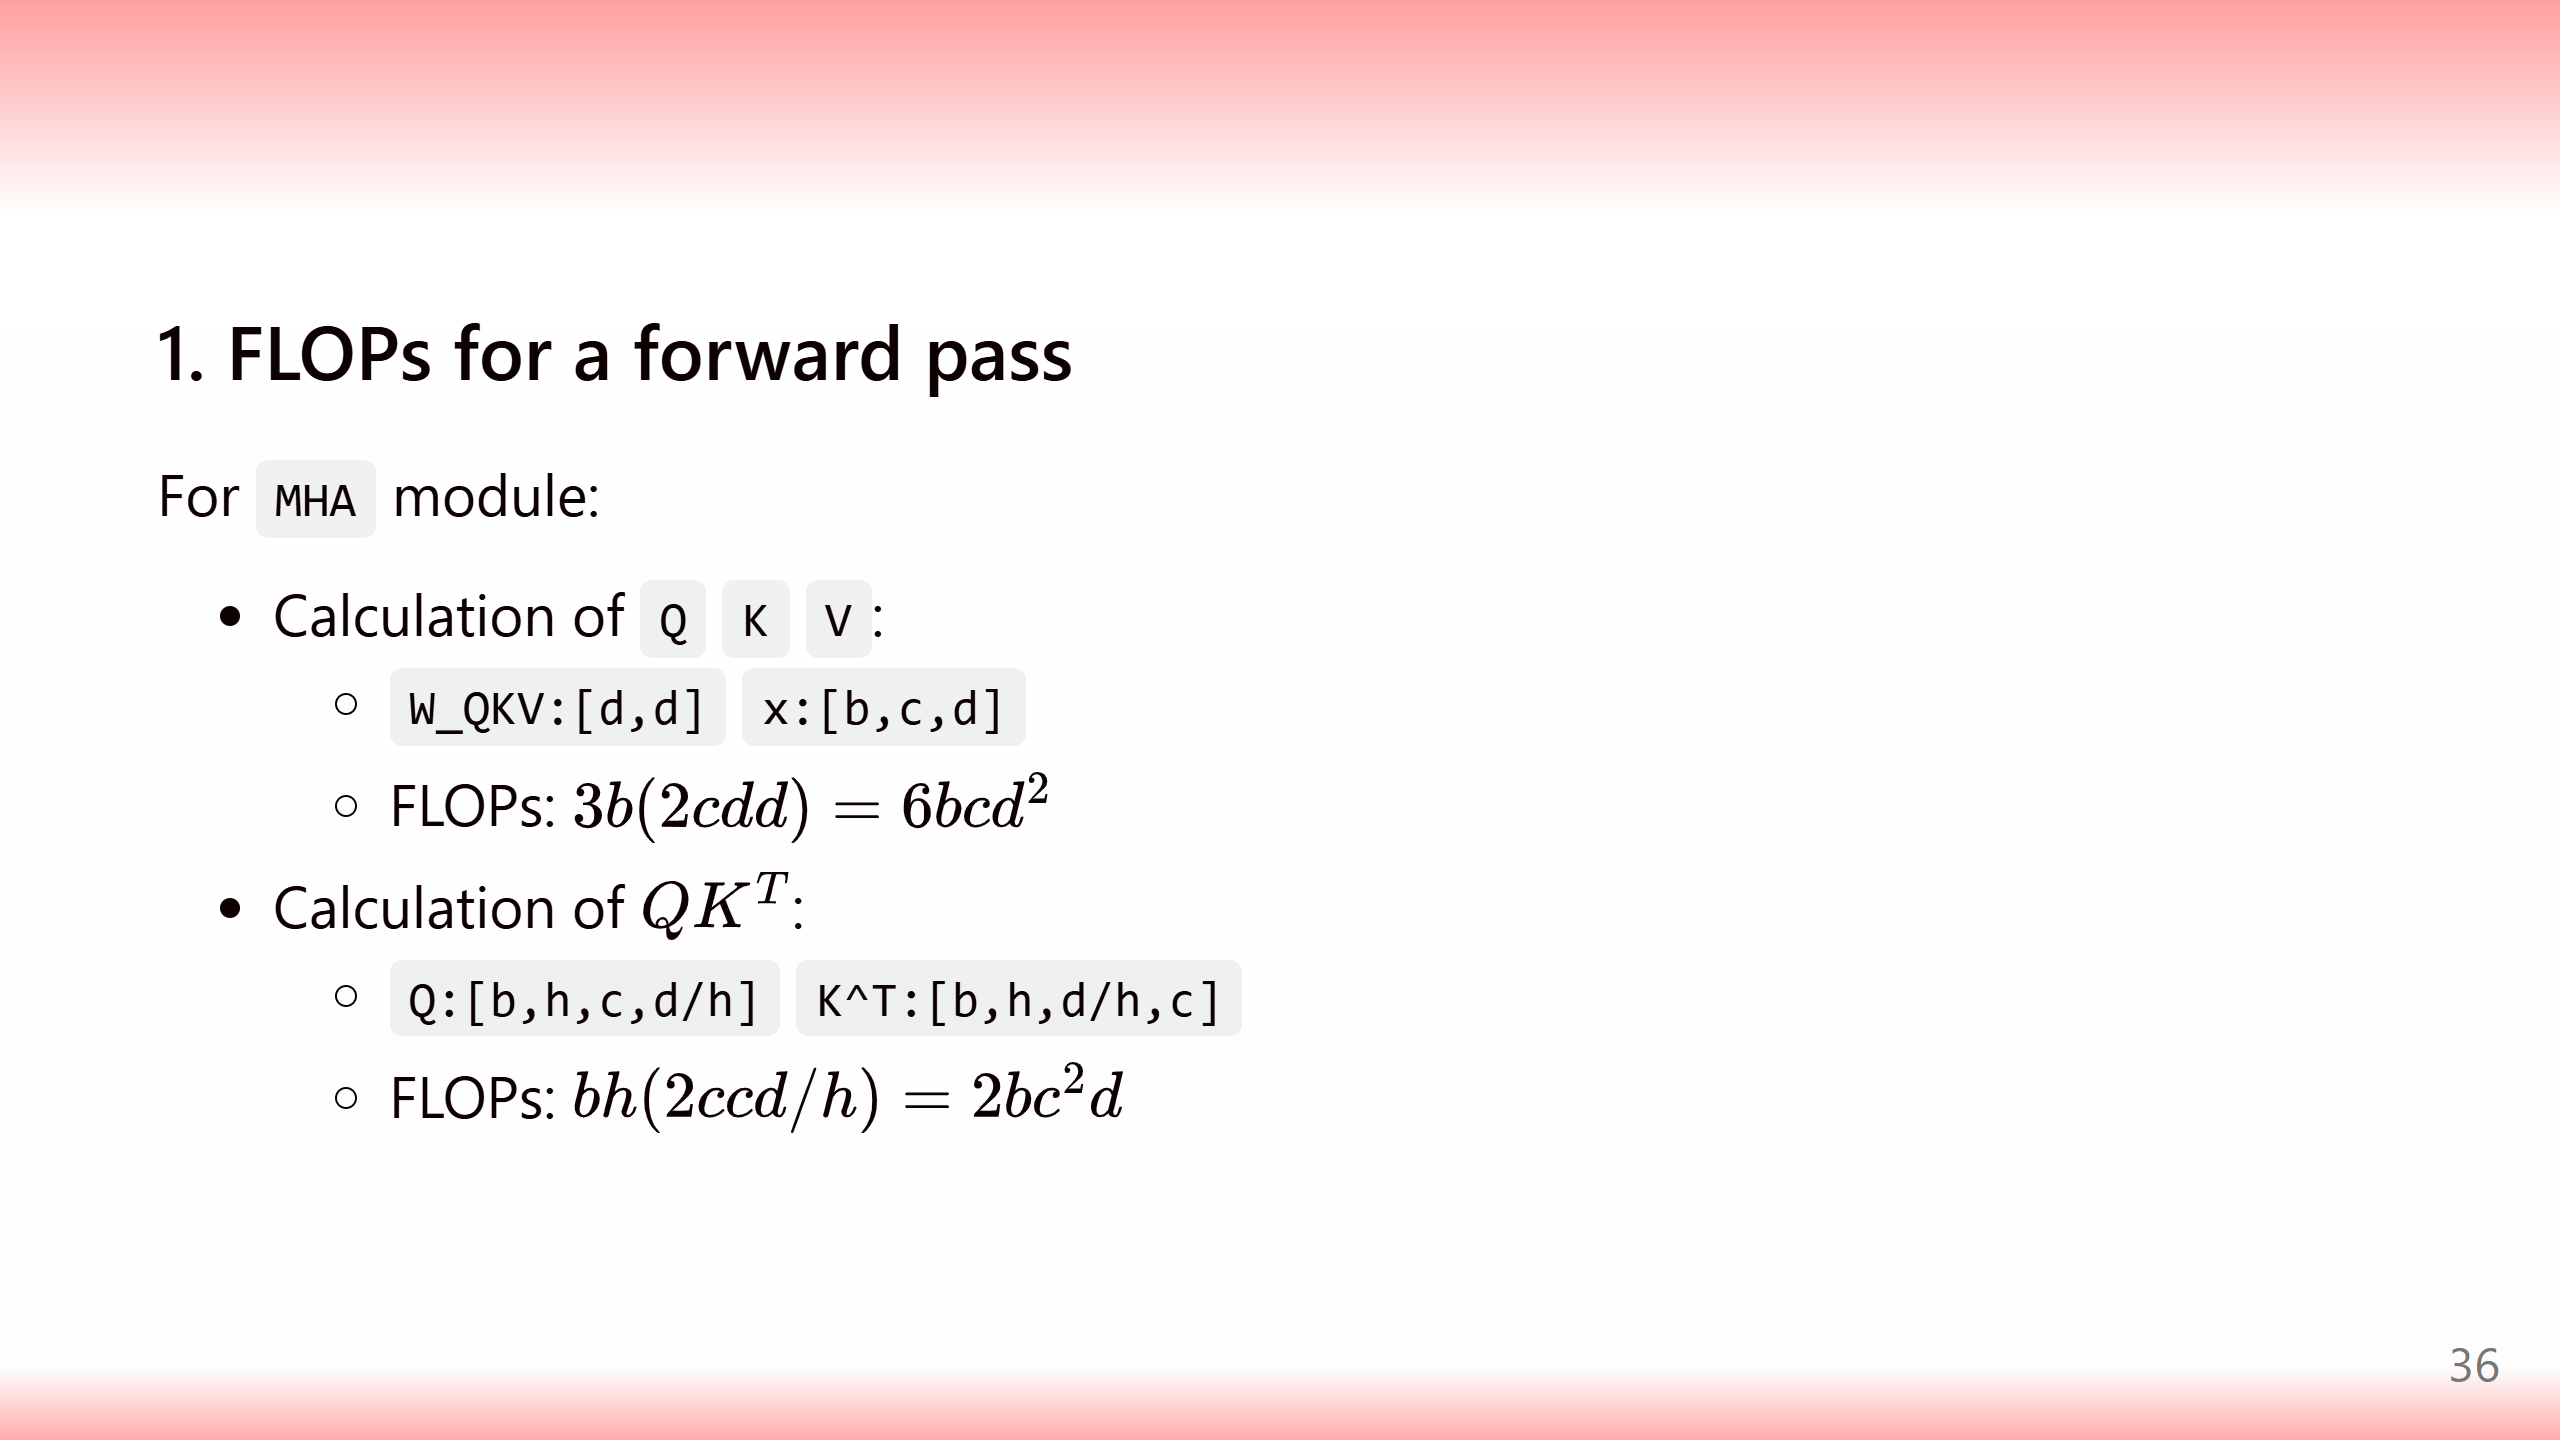 1. FLOPs for a forward pass
For MHA module:
• Calculation of Q K V:
○ W_QKV:[d,d] x:[b,c,d]
○ FLOPs: 3b(2cdd) = 6bcd²
• Calculation of QKᵀ:
○ Q:[b,h,c,d/h] K^T:[b,h,d/h,c]
○ FLOPs: bh(2ccd/h) = 2bc²d
36